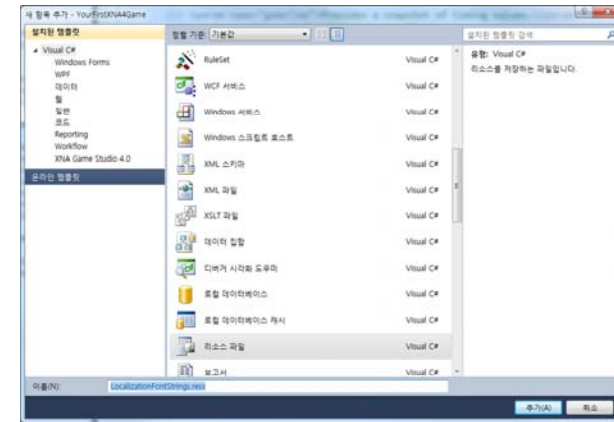 새 항목 추가 - YourFirstXNA4Game
설치된 템플릿
정렬 기준: 기본값
설치된 템플릿 검색
Visual C#
Windows Forms
WPF
데이터
웹
일반
코드
Reporting
Workflow
XNA Game Studio 4.0
온라인 템플릿
RuleSet Visual C#
WCF 서비스 Visual C#
Windows 서비스 Visual C#
Windows 스크립트 호스트 Visual C#
XML 스키마 Visual C#
XML 파일 Visual C#
XSLT 파일 Visual C#
데이터 집합 Visual C#
디버거 시각화 도우미 Visual C#
로컬 데이터베이스 Visual C#
로컬 데이터베이스 캐시 Visual C#
리소스 파일 Visual C#
보고서 Visual C#
유형: Visual C#
리소스를 저장하는 파일입니다.
이름(N): LocalizationFontStrings.resx
추가(A) 취소